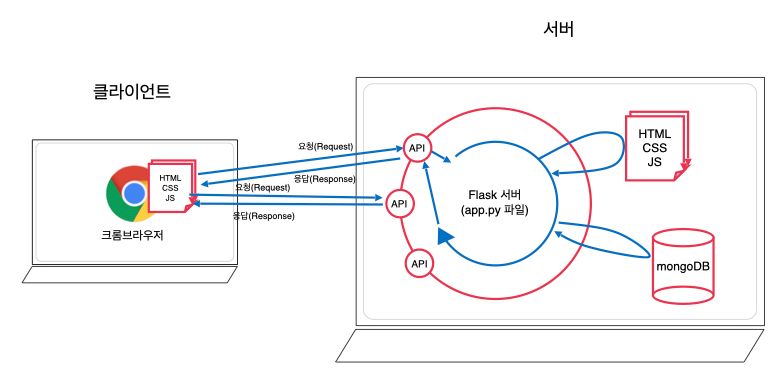 서버
클라이언트
요청(Request)
API
응답(Response)
HTML
CSS
JS
요청(Request)
API
응답(Response)
크롬브라우저
Flask 서버
(app.py 파일)
API
HTML
CSS
JS
mongoDB